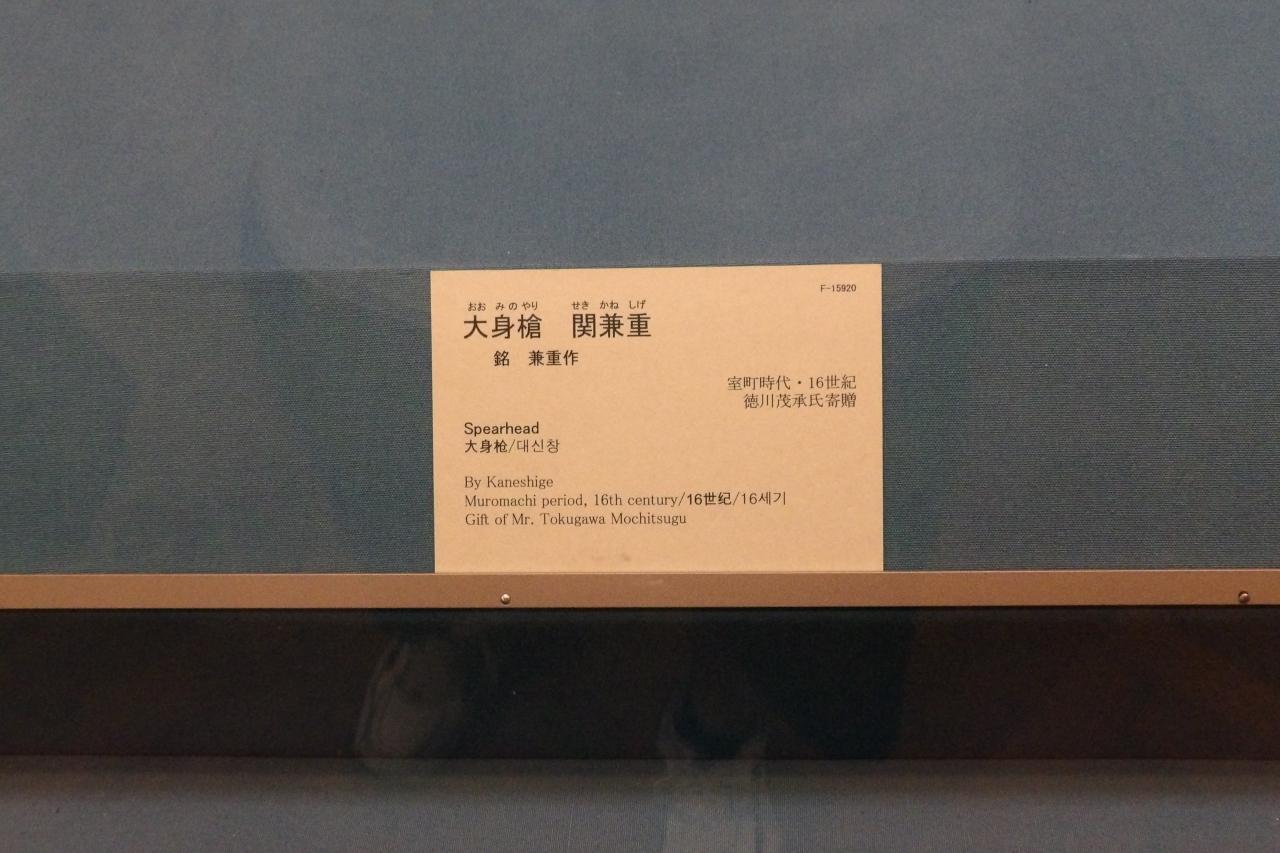 F-15920
おお みのやり せき かね しげ
大身槍 関兼重
銘 兼重作
室町時代・16世紀
徳川茂承氏寄贈
Spearhead
大身枪/대신창
By Kaneshige
Muromachi period, 16th century/16世纪/16세기
Gift of Mr. Tokugawa Mochitsugu